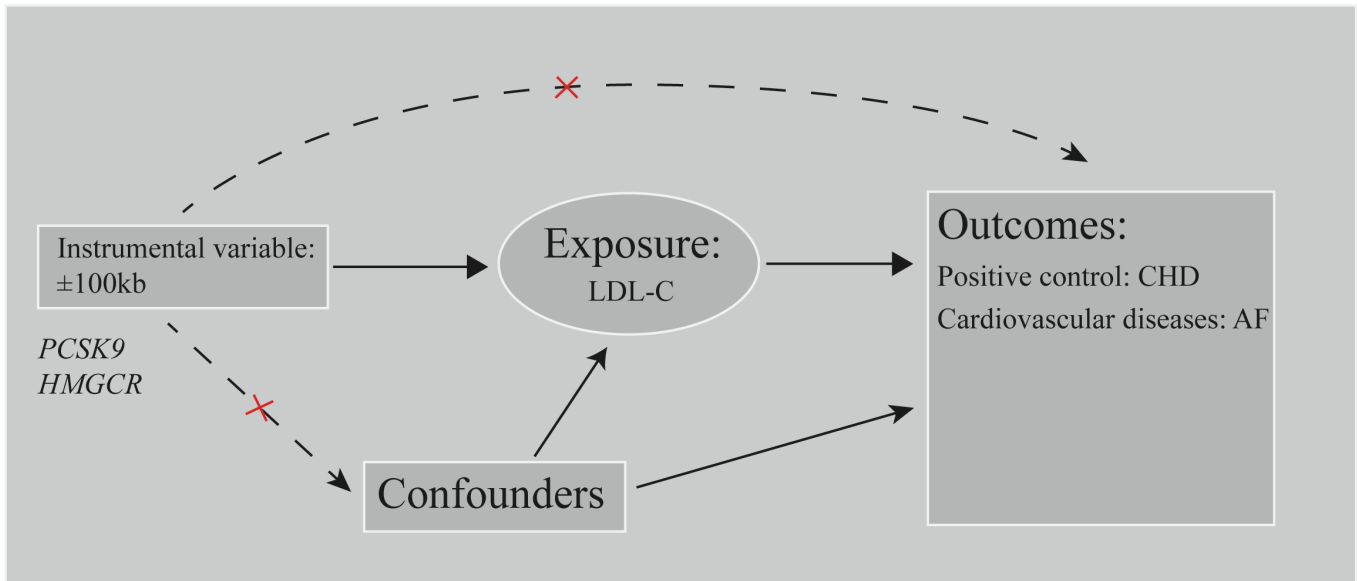 Instrumental variable:
±100kb
PCSK9
HMGCR
Exposure:
LDL-C
Confounders
Outcomes:
Positive control: CHD
Cardiovascular diseases: AF